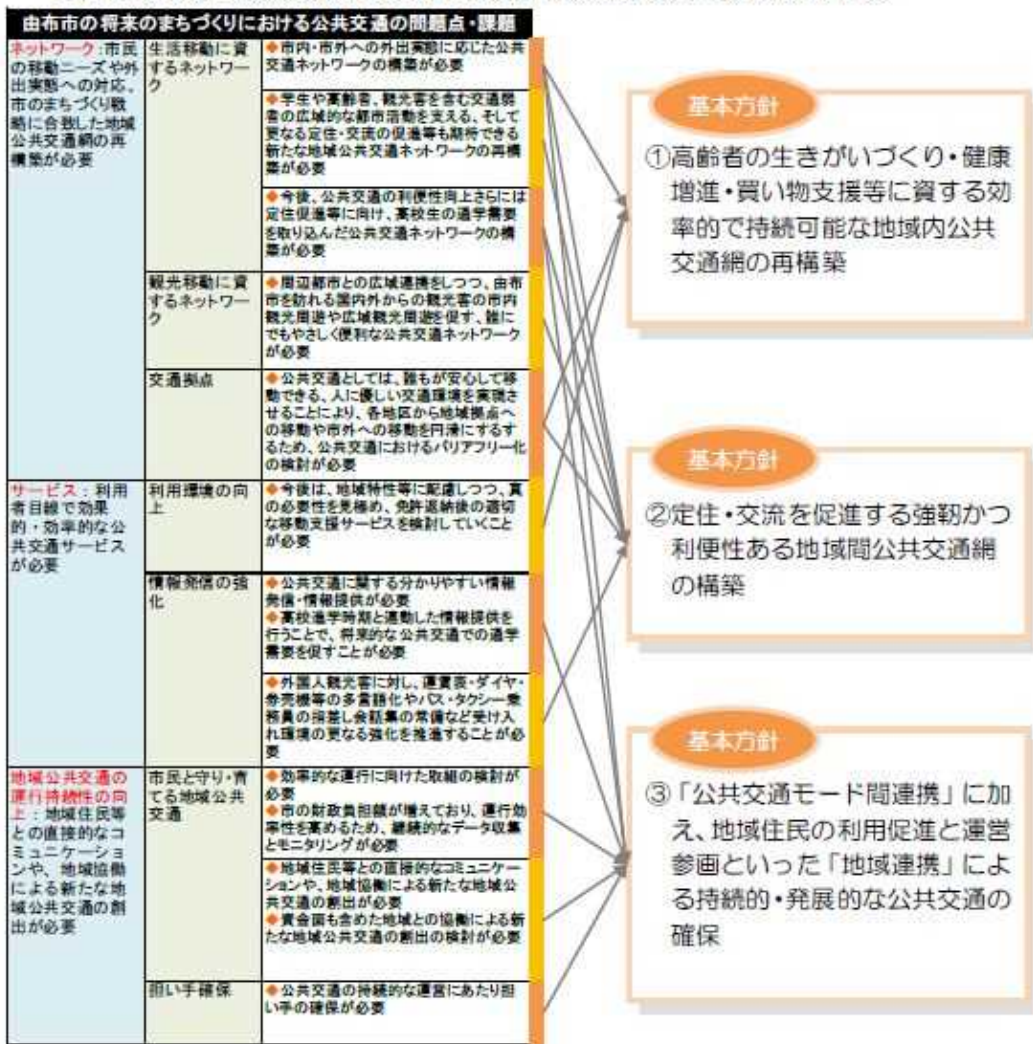 由布市の将来のまちづくりにおける公共交通の問題点・課題
ネットワーク:市民
の移動ニーズや外
出実態への対応、
市のまちづくり戦
略に合致した地域
公共交通網の再
構築が必要
生活移動に資
するネットワー
ク
◆市内・市外への外出実態に応じた公共
交通ネットワークの構築が必要
◆学生や高齢者、観光客を含む交通弱
者の広域的な都市活動を支える、そして
更なる定住・交流の促進等も期待できる
新たな地域公共交通ネットワークの再構
築が必要
◆今後、公共交通の利便性向上さらには
定住促進等に向け、高校生の通学需要
を取り込んだ公共交通ネットワークの構
築が必要
観光移動に資
するネットワー
ク
◆周辺都市との広域連携をしつつ、由布
市を訪れる国内外からの観光客の市内
観光周遊や広域観光周遊を促す、誰に
でもやさしく便利な公共交通ネットワーク
が必要
交通拠点
◆公共交通としては、誰もが安心して移
動できる、人に優しい交通環境を実現さ
せることにより、各地区から地域拠点へ
の移動や市外への移動を円滑にするす
るため、公共交通におけるバリアフリー化
の検討が必要
サービス:利用
者目線で効果
的・効率的な公
共交通サービス
が必要
利用環境の向
上
◆今後は、地域特性等に配慮しつつ、真
の必要性を見極め、免許返納後の適切
な移動支援サービスを検討していくこと
が必要
情報発信の強
化
◆公共交通に関する分かりやすい情報
発信・情報提供が必要
◆高校進学時期と連動した情報提供を
行うことで、将来的な公共交通での通学
需要を促すことが必要
◆外国人観光客に対し、運賃表・ダイヤ・
券売機等の多言語化やバス・タクシー乗
務員の指差し会話集の常備など受け入
れ環境の更なる強化を推進することが必
要
地域公共交通の
運行持続性の向
上:地域住民等
との直接的なコ
ミュニケーショ
ンや、地域協働
による新たな地
域公共交通の創
出が必要
市民と守り・育
てる地域公共
交通
◆効率的な運行に向けた取組の検討が
必要
◆市の財政負担額が増えており、運行効
率性を高めるため、継続的なデータ収集
とモニタリングが必要
◆地域住民等との直接的なコミュニケー
ションや、地域協働による新たな地域公
共交通の創出が必要
◆資金面も含めた地域との協働による新
たな地域公共交通の創出の検討が必要
担い手確保
◆公共交通の持続的な運営にあたり担
い手の確保が必要
基本方針
①高齢者の生きがいづくり・健康
増進・買い物支援等に資する効
率的で持続可能な地域内公共
交通網の再構築
基本方針
②定住・交流を促進する強靭かつ
利便性ある地域間公共交通網
の構築
基本方針
③「公共交通モード間連携」に加
え、地域住民の利用促進と運営
参画といった「地域連携」によ
る持続的・発展的な公共交通の
確保